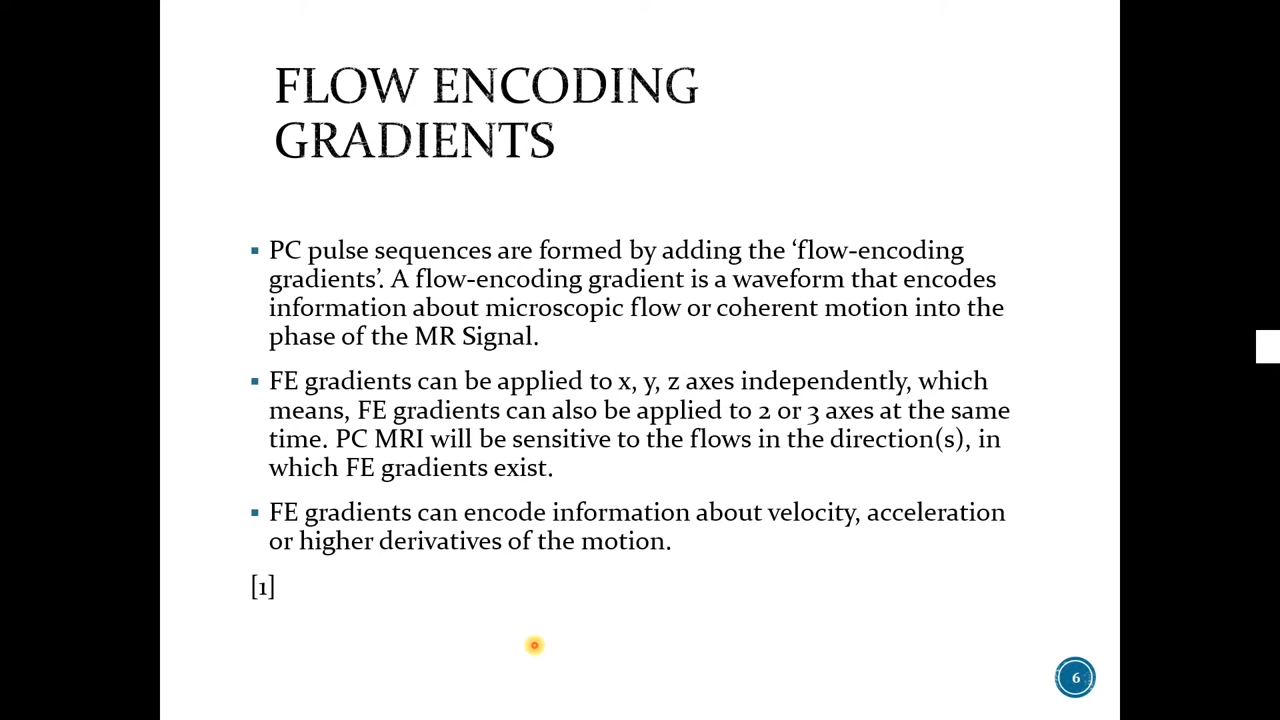 FLOW ENCODING
GRADIENTS
▪ PC pulse sequences are formed by adding the ‘flow-encoding
gradients’. A flow-encoding gradient is a waveform that encodes
information about microscopic flow or coherent motion into the
phase of the MR Signal.
▪ FE gradients can be applied to x, y, z axes independently, which
means, FE gradients can also be applied to 2 or 3 axes at the same
time. PC MRI will be sensitive to the flows in the direction(s), in
which FE gradients exist.
▪ FE gradients can encode information about velocity, acceleration
or higher derivatives of the motion.
[1]
6